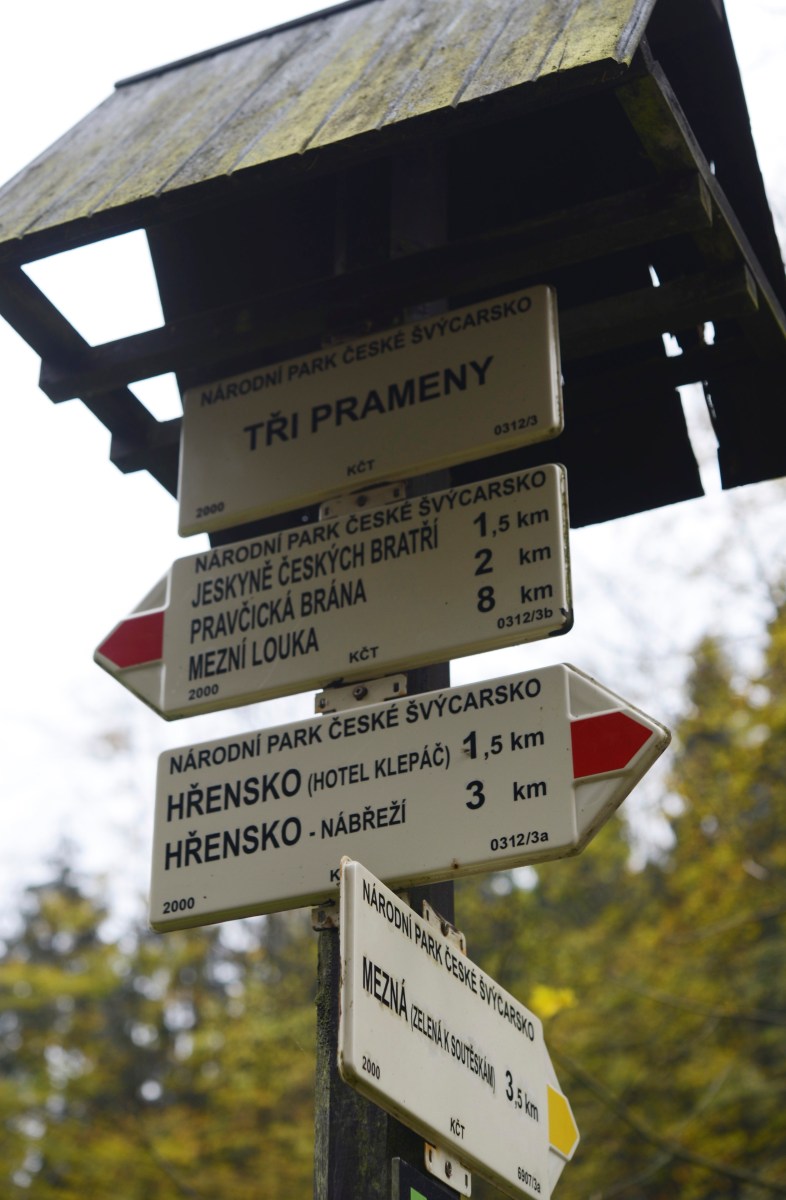 NÁRODNÍ PARK ČESKÉ ŠVÝCARSKO
TŘI PRAMENY
0312/3
KČT
2000
NÁRODNÍ PARK ČESKÉ ŠVÝCARSKO
JESKYNĚ ČESKÝCH BRATŘÍ 1,5 km
PRAVČICKÁ BRÁNA 2 km
MEZNÍ LOUKA 8 km
0312/3b
KČT
2000
NÁRODNÍ PARK ČESKÉ ŠVÝCARSKO
HŘENSKO (HOTEL KLEPÁČ) 1,5 km
HŘENSKO - NÁBŘEŽÍ 3 km
0312/3a
2000
NÁRODNÍ PARK ČESKÉ ŠVÝCARSKO
MEZNÁ (ZELENÁ K SOUTĚSKÁM) 3,5 km
2000
KČT
6907/3a